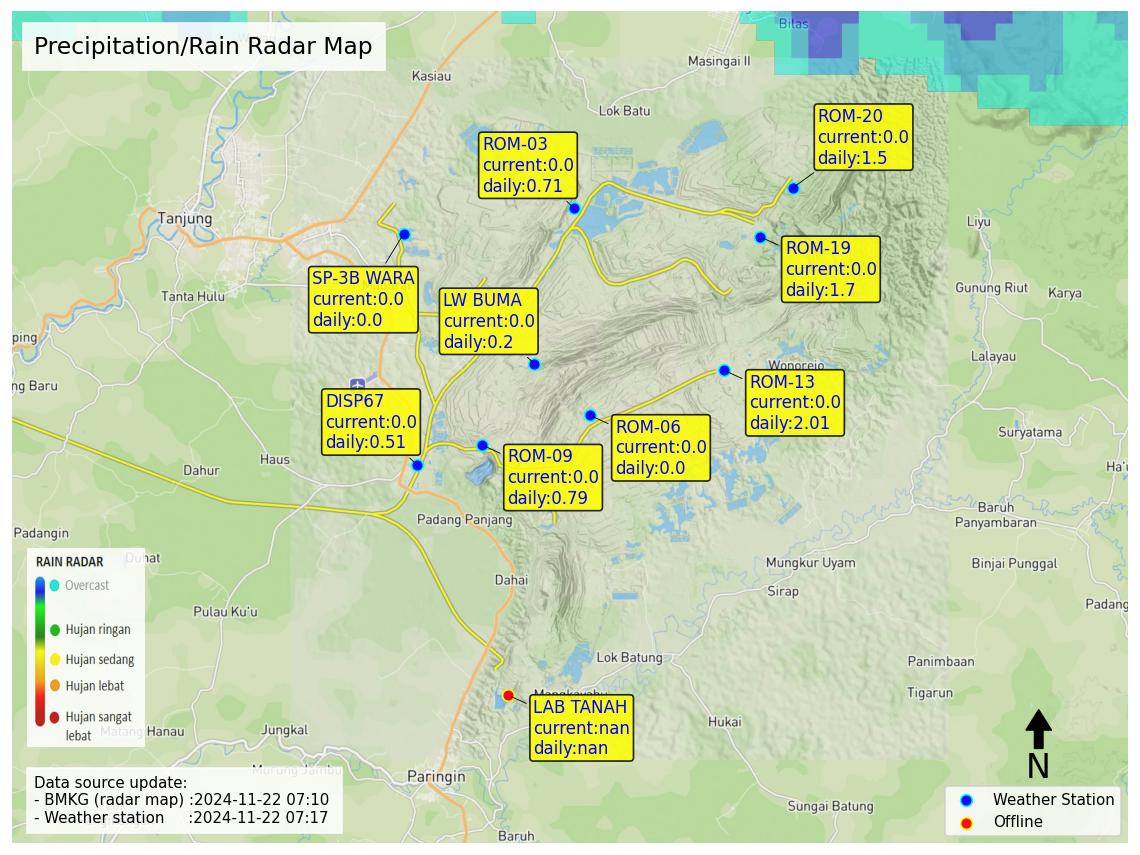 Precipitation/Rain Radar Map
Bilas
Masingai II
Kasiau
Lok Batu
ROM-20
current:0.0
daily:1.5
ROM-03
current:0.0
daily:0.71
Tanjung
Liyu
ROM-19
current:0.0
daily:1.7
SP-3B WARA
current:0.0
daily:0.0
Tanta Hulu
LW BUMA
current:0.0
daily:0.2
Gunung Riut
Karya
ping
Lalayau
Wonorejo
ng Baru
ROM-13
current:0.0
daily:2.01
DISP67
current:0.0
daily:0.51
ROM-06
current:0.0
daily:0.0
Suryatama
Haus
Dahur
ROM-09
current:0.0
daily:0.79
Ha'u
Baruh
Panyambaran
Padang Panjang
Padangin
Duhat
Mungkur Uyam
Binjai Punggal
Dahai
Sirap
Padang
Pulau Ku'u
RAIN RADAR
Overcast
Hujan ringan
Hujan sedang
Hujan lebat
Hujan sangat
lebat
Lok Batung
Panimbaan
Tigarun
Mangkayahu
LAB TANAH
current:nan
daily:nan
Hukai
Matang Hanau
Jungkal
Murung Jambu
Paringin
N
Data source update:
- BMKG (radar map) :2024-11-22 07:10
- Weather station :2024-11-22 07:17
Sungai Batung
Baruh
Weather Station
Offline